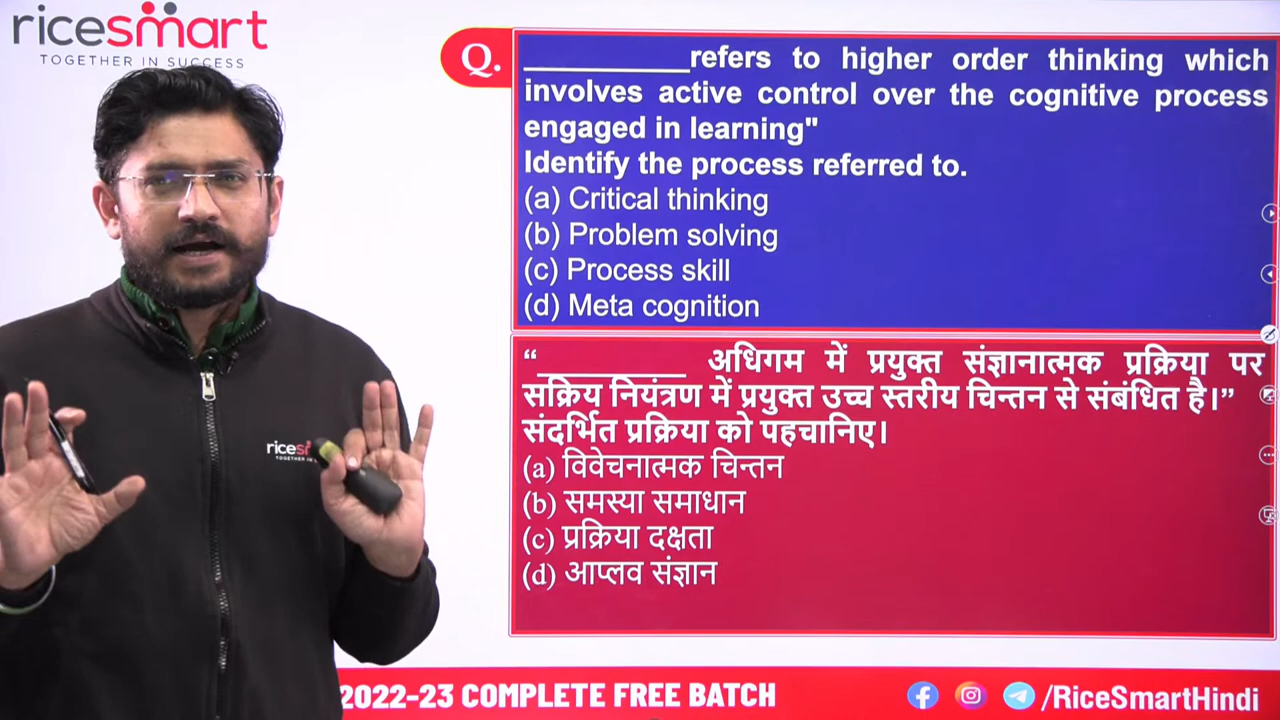 ricesmart
TOGETHER IN SUCCESS
Q.
__________refers to higher order thinking which
involves active control over the cognitive process
engaged in learning"
Identify the process referred to.
(a) Critical thinking
(b) Problem solving
(c) Process skill
(d) Meta cognition
“__________ अधिगम में प्रयुक्त संज्ञानात्मक प्रक्रिया पर
सक्रिय नियंत्रण में प्रयुक्त उच्च स्तरीय चिन्तन से संबंधित है।”
संदर्भित प्रक्रिया को पहचानिए।
(a) विवेचनात्मक चिन्तन
(b) समस्या समाधान
(c) प्रक्रिया दक्षता
(d) आप्लव संज्ञान
2022-23 COMPLETE FREE BATCH
/RiceSmartHindi